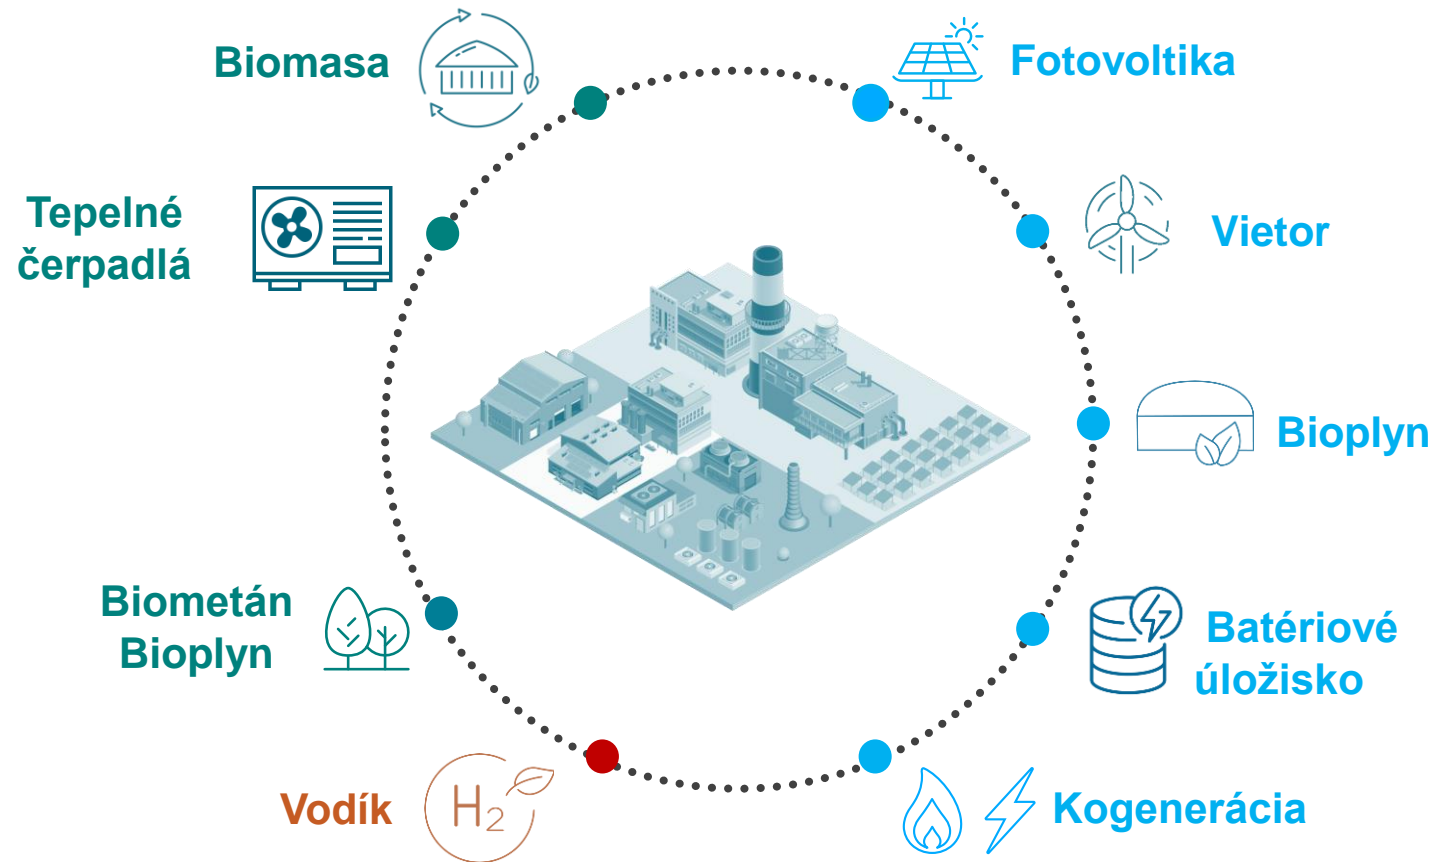 Biomasa
Fotovoltika
Tepelné
čerpadlá
Vietor
Bioplyn
Biometán
Bioplyn
Batériové
úložisko
Vodík
H2
Kogenerácia